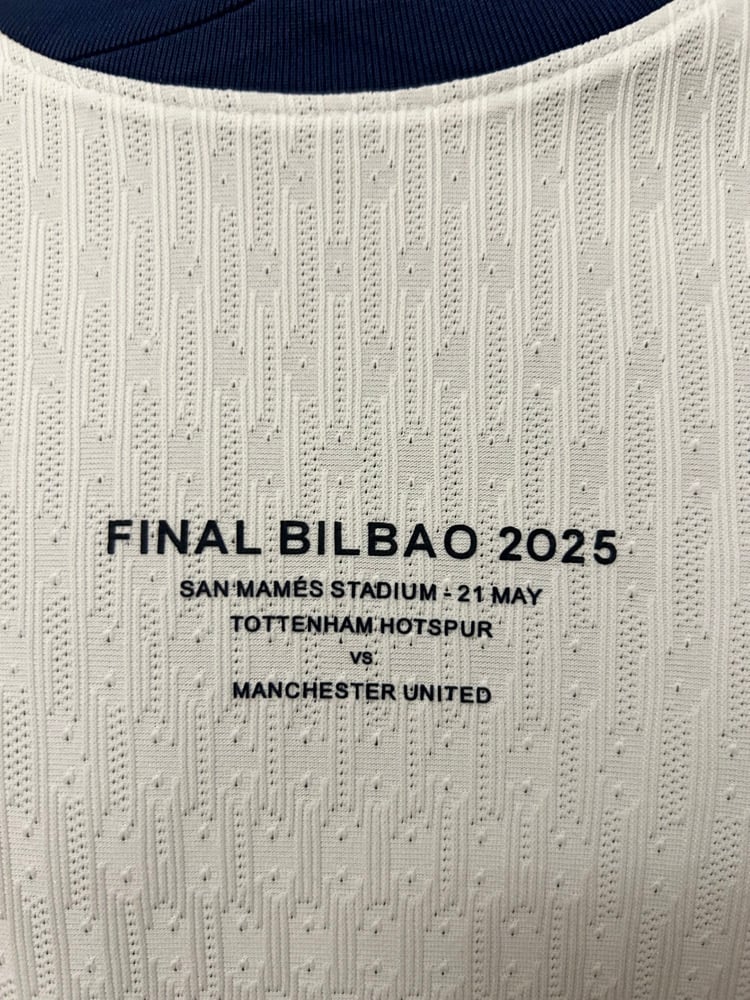 FINAL BILBAO 2025
SAN MAMÉS STADIUM - 21 MAY
TOTTENHAM HOTSPUR
VS.
MANCHESTER UNITED